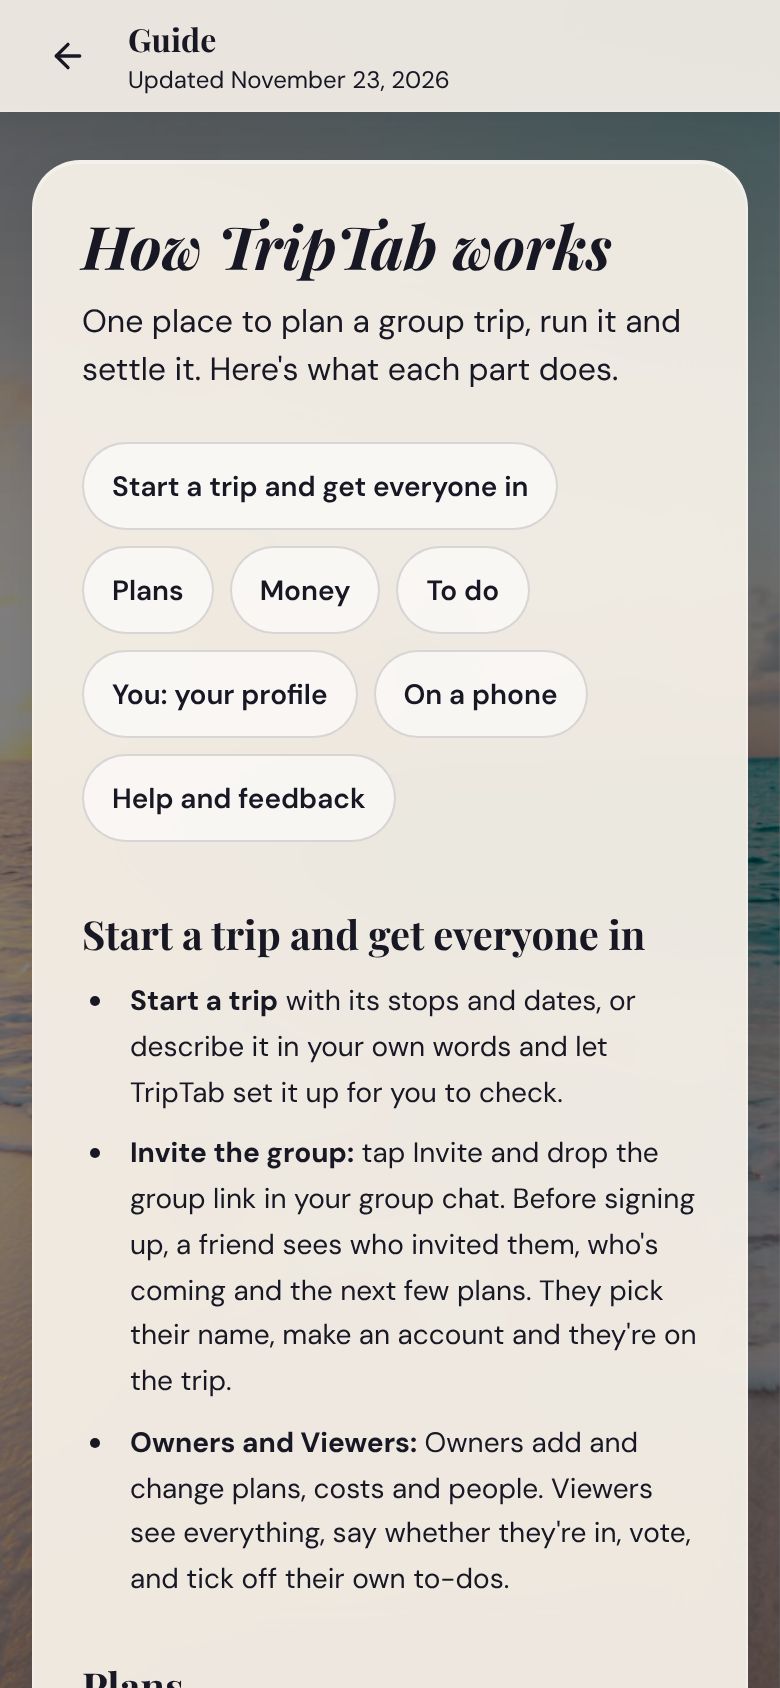 Guide
Updated November 23, 2026
How TripTab works
One place to plan a group trip, run it and
settle it. Here's what each part does.
Start a trip and get everyone in
Plans
Money
To do
You: your profile
On a phone
Help and feedback
Start a trip and get everyone in
• Start a trip with its stops and dates, or
describe it in your own words and let
TripTab set it up for you to check.
• Invite the group: tap Invite and drop the
group link in your group chat. Before signing
up, a friend sees who invited them, who's
coming and the next few plans. They pick
their name, make an account and they're on
the trip.
• Owners and Viewers: Owners add and
change plans, costs and people. Viewers
see everything, say whether they're in, vote,
and tick off their own to-dos.
Plans